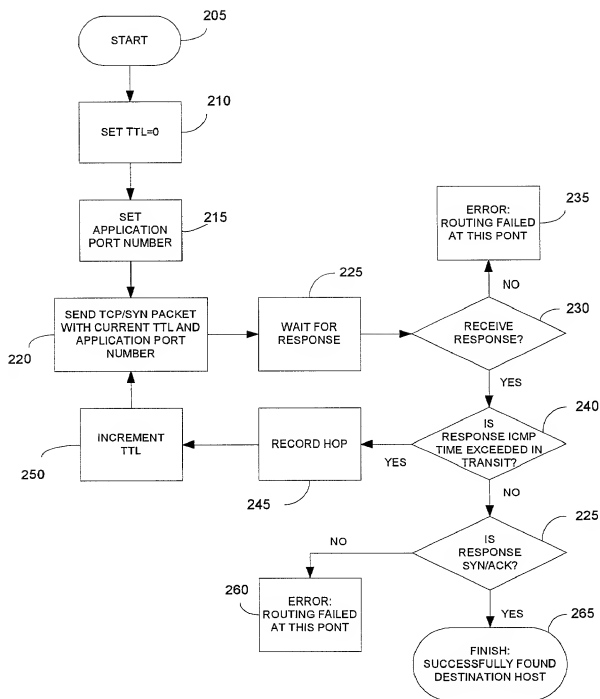 START
205
SET TTL=0
210
SET
APPLICATION
PORT NUMBER
215
SEND TCP/SYN PACKET
WITH CURRENT TTL AND
APPLICATION PORT
NUMBER
220
WAIT FOR
RESPONSE
225
RECEIVE
RESPONSE?
230
NO
ERROR:
ROUTING FAILED
AT THIS PONT
235
YES
IS
RESPONSE ICMP
TIME EXCEEDED IN
TRANSIT?
240
YES
RECORD HOP
245
INCREMENT
TTL
250
NO
IS
RESPONSE
SYN/ACK?
225
NO
ERROR:
ROUTING FAILED
AT THIS PONT
260
YES
FINISH:
SUCCESSFULLY FOUND
DESTINATION HOST
265